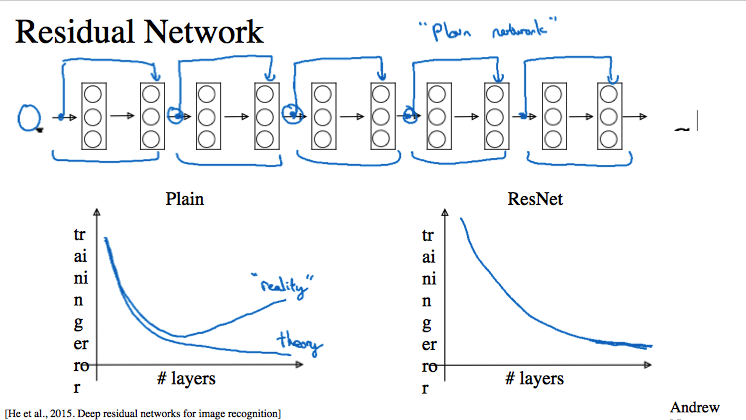 Residual Network
"Plain network"
Plain
ResNet
tr
ai
ni
n
g
er
ro
r
"reality"
theory
# layers
tr
ai
ni
n
g
er
ro
r
# layers
[He et al., 2015. Deep residual networks for image recognition]
Andrew